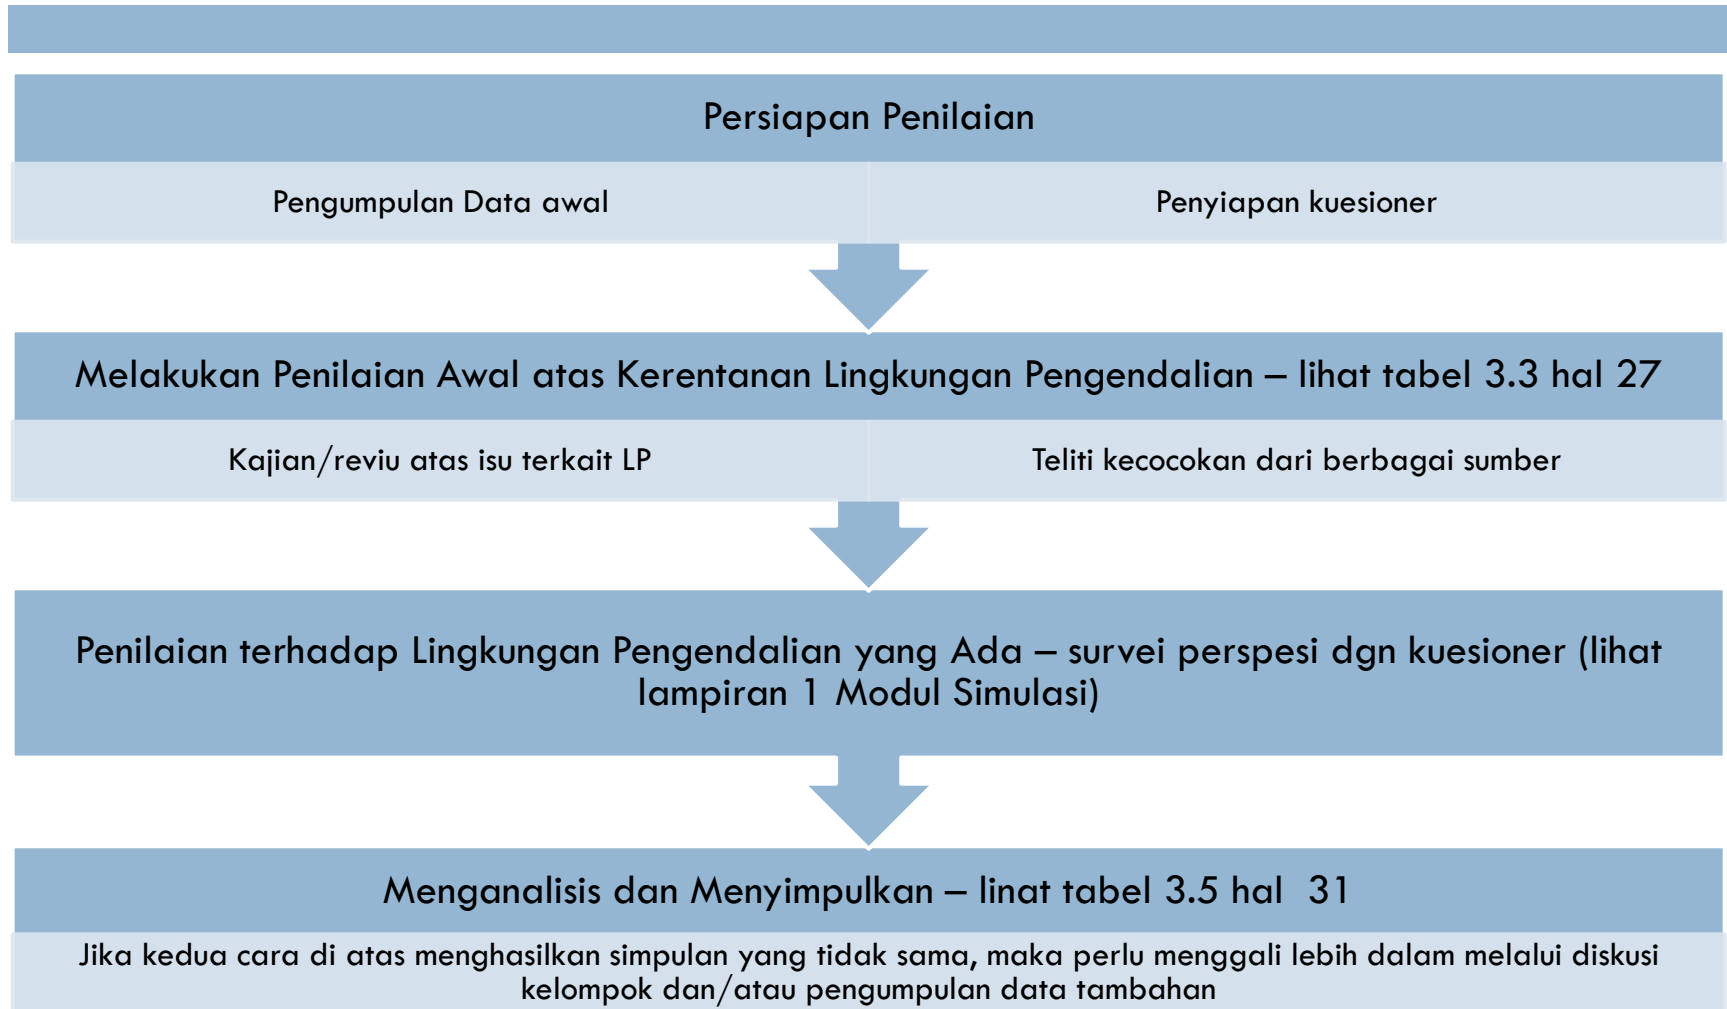 Persiapan Penilaian
Pengumpulan Data awal
Penyiapan kuesioner
Melakukan Penilaian Awal atas Kerentanan Lingkungan Pengendalian – lihat tabel 3.3 hal 27
Kajian/reviu atas isu terkait LP
Teliti kecocokan dari berbagai sumber
Penilaian terhadap Lingkungan Pengendalian yang Ada – survei perspesi dgn kuesioner (lihat
lampiran 1 Modul Simulasi)
Menganalisis dan Menyimpulkan – linat tabel 3.5 hal 31
Jika kedua cara di atas menghasilkan simpulan yang tidak sama, maka perlu menggali lebih dalam melalui diskusi
kelompok dan/atau pengumpulan data tambahan